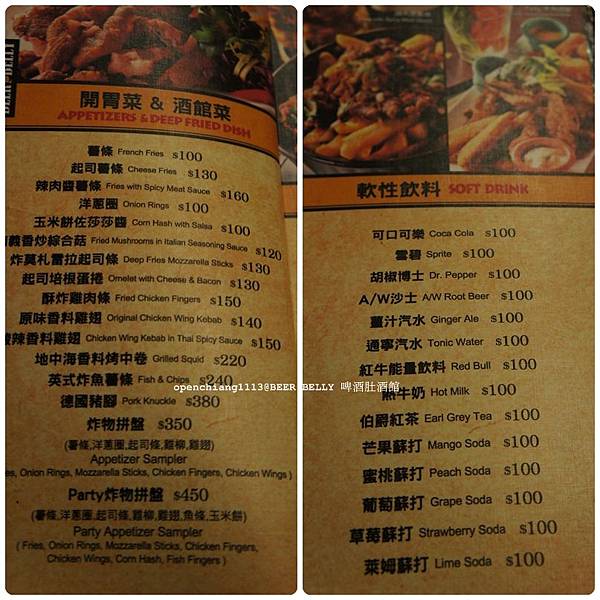 BEER BELLY
開胃菜 & 酒館菜
APPETIZERS & DEEP FRIED DISH
薯條 French Fries $100
起司薯條 Cheese Fries $130
辣肉醬薯條 Fries with Spicy Meat Sauce $160
洋蔥圈 Onion Rings $100
玉米餅佐莎莎醬 Corn Hash with Salsa $100
義香炒綜合菇 Fried Mushrooms in Italian Seasoning Sauce $120
炸莫札雷拉起司條 Deep Fries Mozzarella Sticks $130
起司培根蛋捲 Omelet with Cheese & Bacon $130
酥炸雞肉條 Fried Chicken Fingers $150
原味香料雞翅 Original Chicken Wing Kebab $140
酸辣香料雞翅 Chicken Wing Kebab in Thai Spicy Sauce $150
地中海香料烤中卷 Grilled Squid $220
英式炸魚薯條 Fish & Chips $240
德國豬腳 Pork Knuckle $380
炸物拼盤 $350
(薯條,洋蔥圈,起司條,雞柳,雞翅)
Appetizer Sampler
es, Onion Rings, Mozzarella Sticks, Chicken Fingers, Chicken Wings )
Party炸物拼盤 $450
(薯條,洋蔥圈,起司條,雞柳,雞翅,魚條,玉米餅)
Party Appetizer Sampler
( Fries, Onion Rings, Mozzarella Sticks, Chicken Fingers,
Chicken Wings, Corn Hash, Fish Fingers )
軟性飲料 SOFT DRINK
可口可樂 Coca Cola $100
雪碧 Sprite $100
胡椒博士 Dr. Pepper $100
A/W沙士 A/W Root Beer $100
薑汁汽水 Ginger Ale $100
通寧汽水 Tonic Water $100
紅牛能量飲料 Red Bull $100
熱牛奶 Hot Milk $100
伯爵紅茶 Earl Grey Tea $100
芒果蘇打 Mango Soda $100
蜜桃蘇打 Peach Soda $100
葡萄蘇打 Grape Soda $100
草莓蘇打 Strawberry Soda $100
萊姆蘇打 Lime Soda $100
openchiang1113@BEER BELLY 啤酒肚酒館